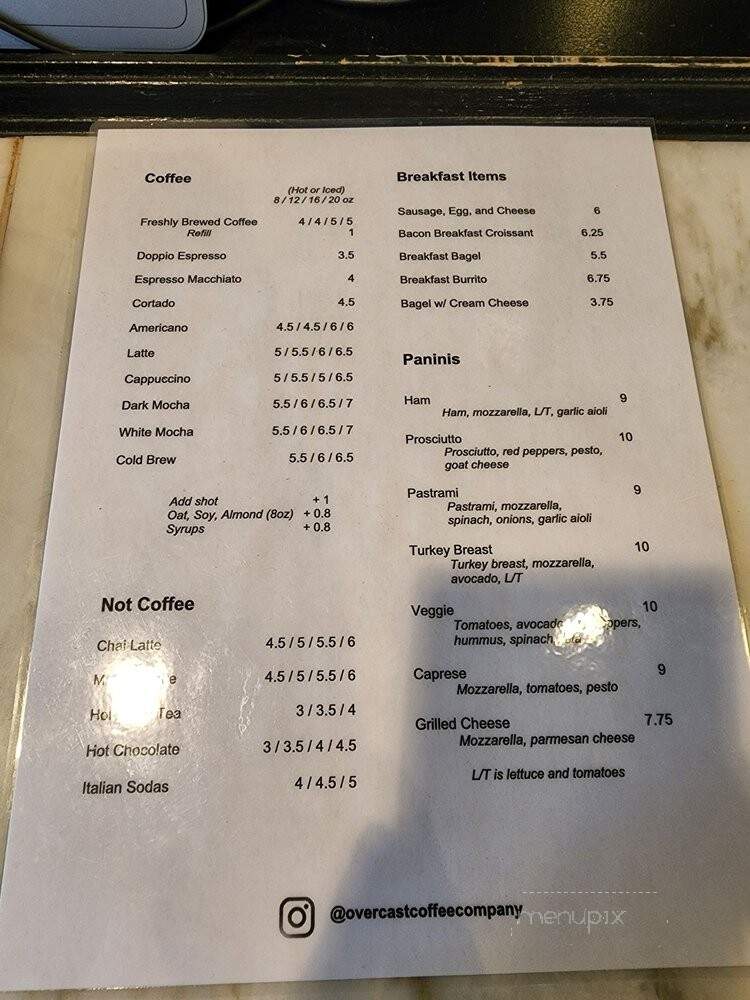 Coffee
(Hot or Iced)
8 / 12 / 16 / 20 oz
Freshly Brewed Coffee 4 / 4 / 5 / 5
Refill 1
Doppio Espresso 3.5
Espresso Macchiato 4
Cortado 4.5
Americano 4.5 / 4.5 / 6 / 6
Latte 5 / 5.5 / 6 / 6.5
Cappuccino 5 / 5.5 / 5 / 6.5
Dark Mocha 5.5 / 6 / 6.5 / 7
White Mocha 5.5 / 6 / 6.5 / 7
Cold Brew 5.5 / 6 / 6.5
Add shot + 1
Oat, Soy, Almond (8oz) + 0.8
Syrups + 0.8
Not Coffee
Chai Latte 4.5 / 5 / 5.5 / 6
4.5 / 5 / 5.5 / 6
Tea 3 / 3.5 / 4
Hot Chocolate 3 / 3.5 / 4 / 4.5
Italian Sodas 4 / 4.5 / 5
Breakfast Items
Sausage, Egg, and Cheese 6
Bacon Breakfast Croissant 6.25
Breakfast Bagel 5.5
Breakfast Burrito 6.75
Bagel w/ Cream Cheese 3.75
Paninis
Ham 9
Ham, mozzarella, L/T, garlic aioli
Prosciutto 10
Prosciutto, red peppers, pesto,
goat cheese
Pastrami 9
Pastrami, mozzarella,
spinach, onions, garlic aioli
Turkey Breast 10
Turkey breast, mozzarella,
avocado, L/T
Veggie 10
Tomatoes, avocado,
hummus, spinach,
Caprese 9
Mozzarella, tomatoes, pesto
Grilled Cheese 7.75
Mozzarella, parmesan cheese
L/T is lettuce and tomatoes
@overcastcoffeecompany
menupix